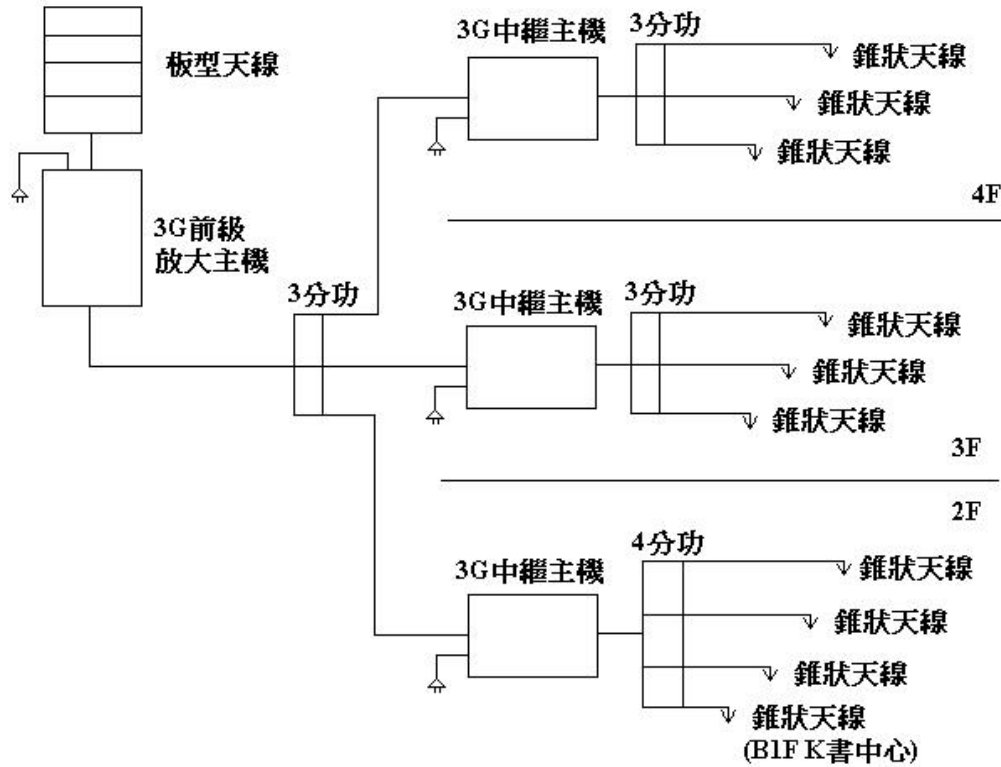 板型天線
3G前級
放大主機
3分功
3G中繼主機
3分功
錐狀天線
錐狀天線
錐狀天線
4F
3G中繼主機
3分功
錐狀天線
錐狀天線
錐狀天線
3F
2F
3G中繼主機
4分功
錐狀天線
錐狀天線
錐狀天線
錐狀天線
(B1F K書中心)